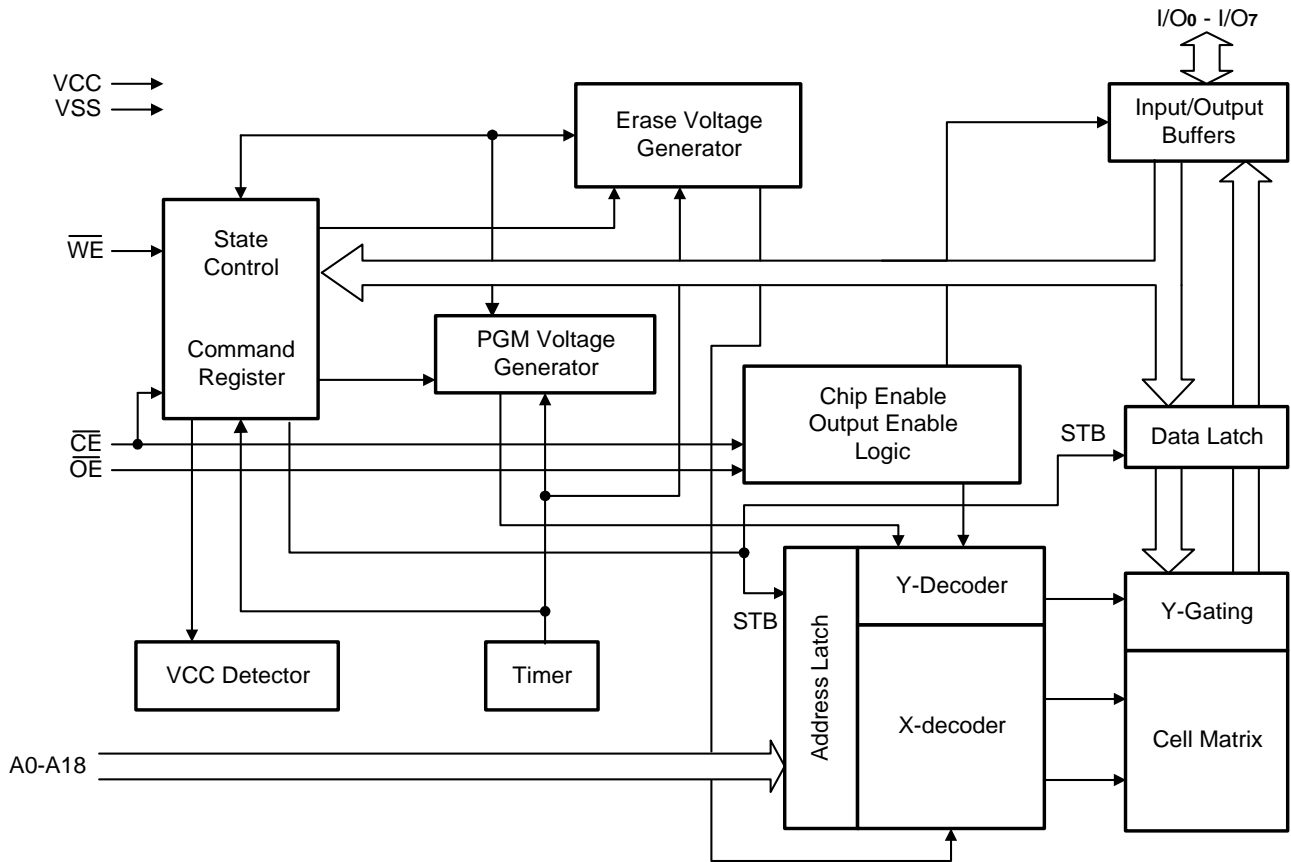 I/O0 - I/O7
VCC
VSS
Erase Voltage
Generator
Input/Output
Buffers
WE
State
Control
Command
Register
PGM Voltage
Generator
Chip Enable
Output Enable
Logic
CE
OE
STB
Data Latch
STB
Address Latch
Y-Decoder
Y-Gating
VCC Detector
Timer
X-decoder
Cell Matrix
A0-A18